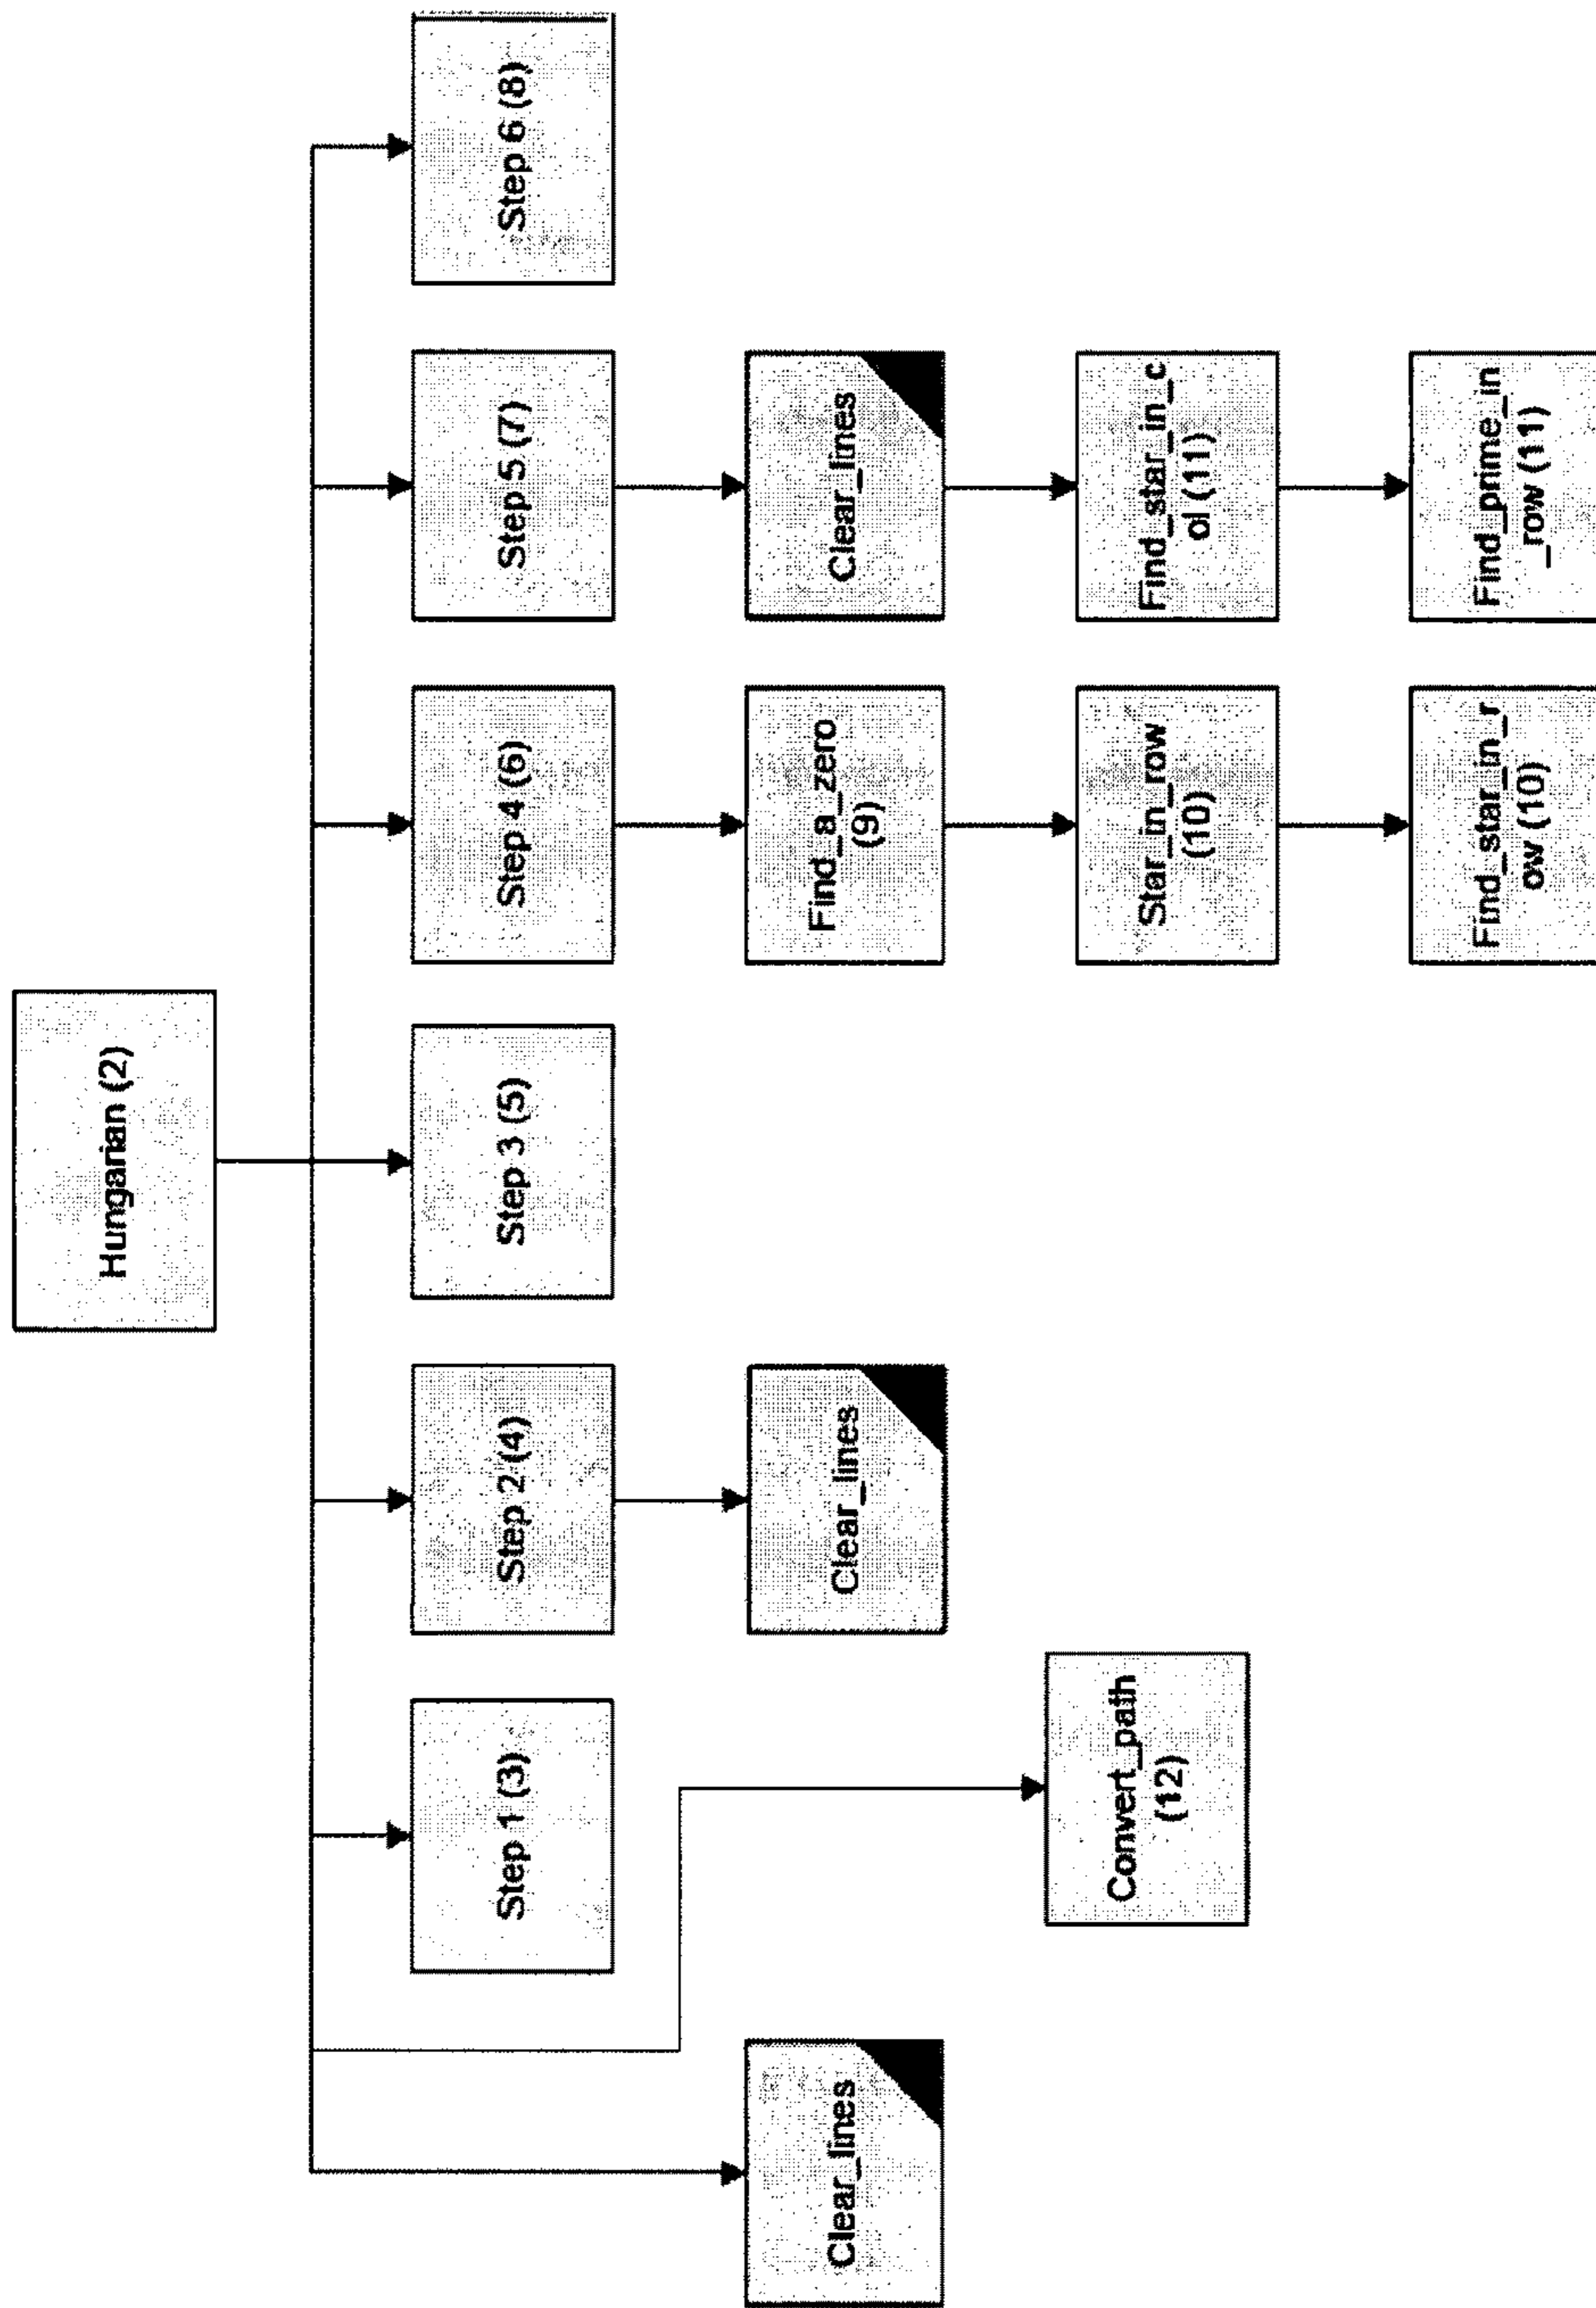 Hungarian (2)
Clear_lines
Step 1 (3)
Convert_path
(12)
Step 2 (4)
Clear_lines
Step 3 (5)
Step 4 (6)
Find_a_zero
(9)
Star_in_row
(10)
Find_star_in_r
ow (10)
Step 5 (7)
Clear_lines
Find_star_in_c
ol (11)
Find_prime_in
_row (11)
Step 6 (8)